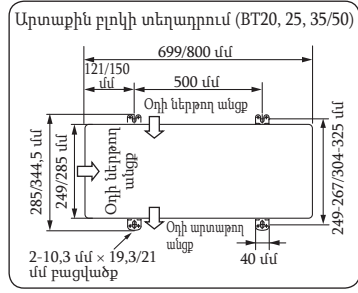 Արտաքին բլոկի տեղադրում (BT20, 25, 35/50)
699/800 մմ
121/150
մմ
500 մմ
Օդի ներթող անցք
285/344,5 մմ
249/285 մմ
Օդի ներթող
անցք
249-267/304-325 մմ
Օդի արտաթող
անցք
2-10,3 մմ × 19,3/21
մմ բացվածք
40 մմ